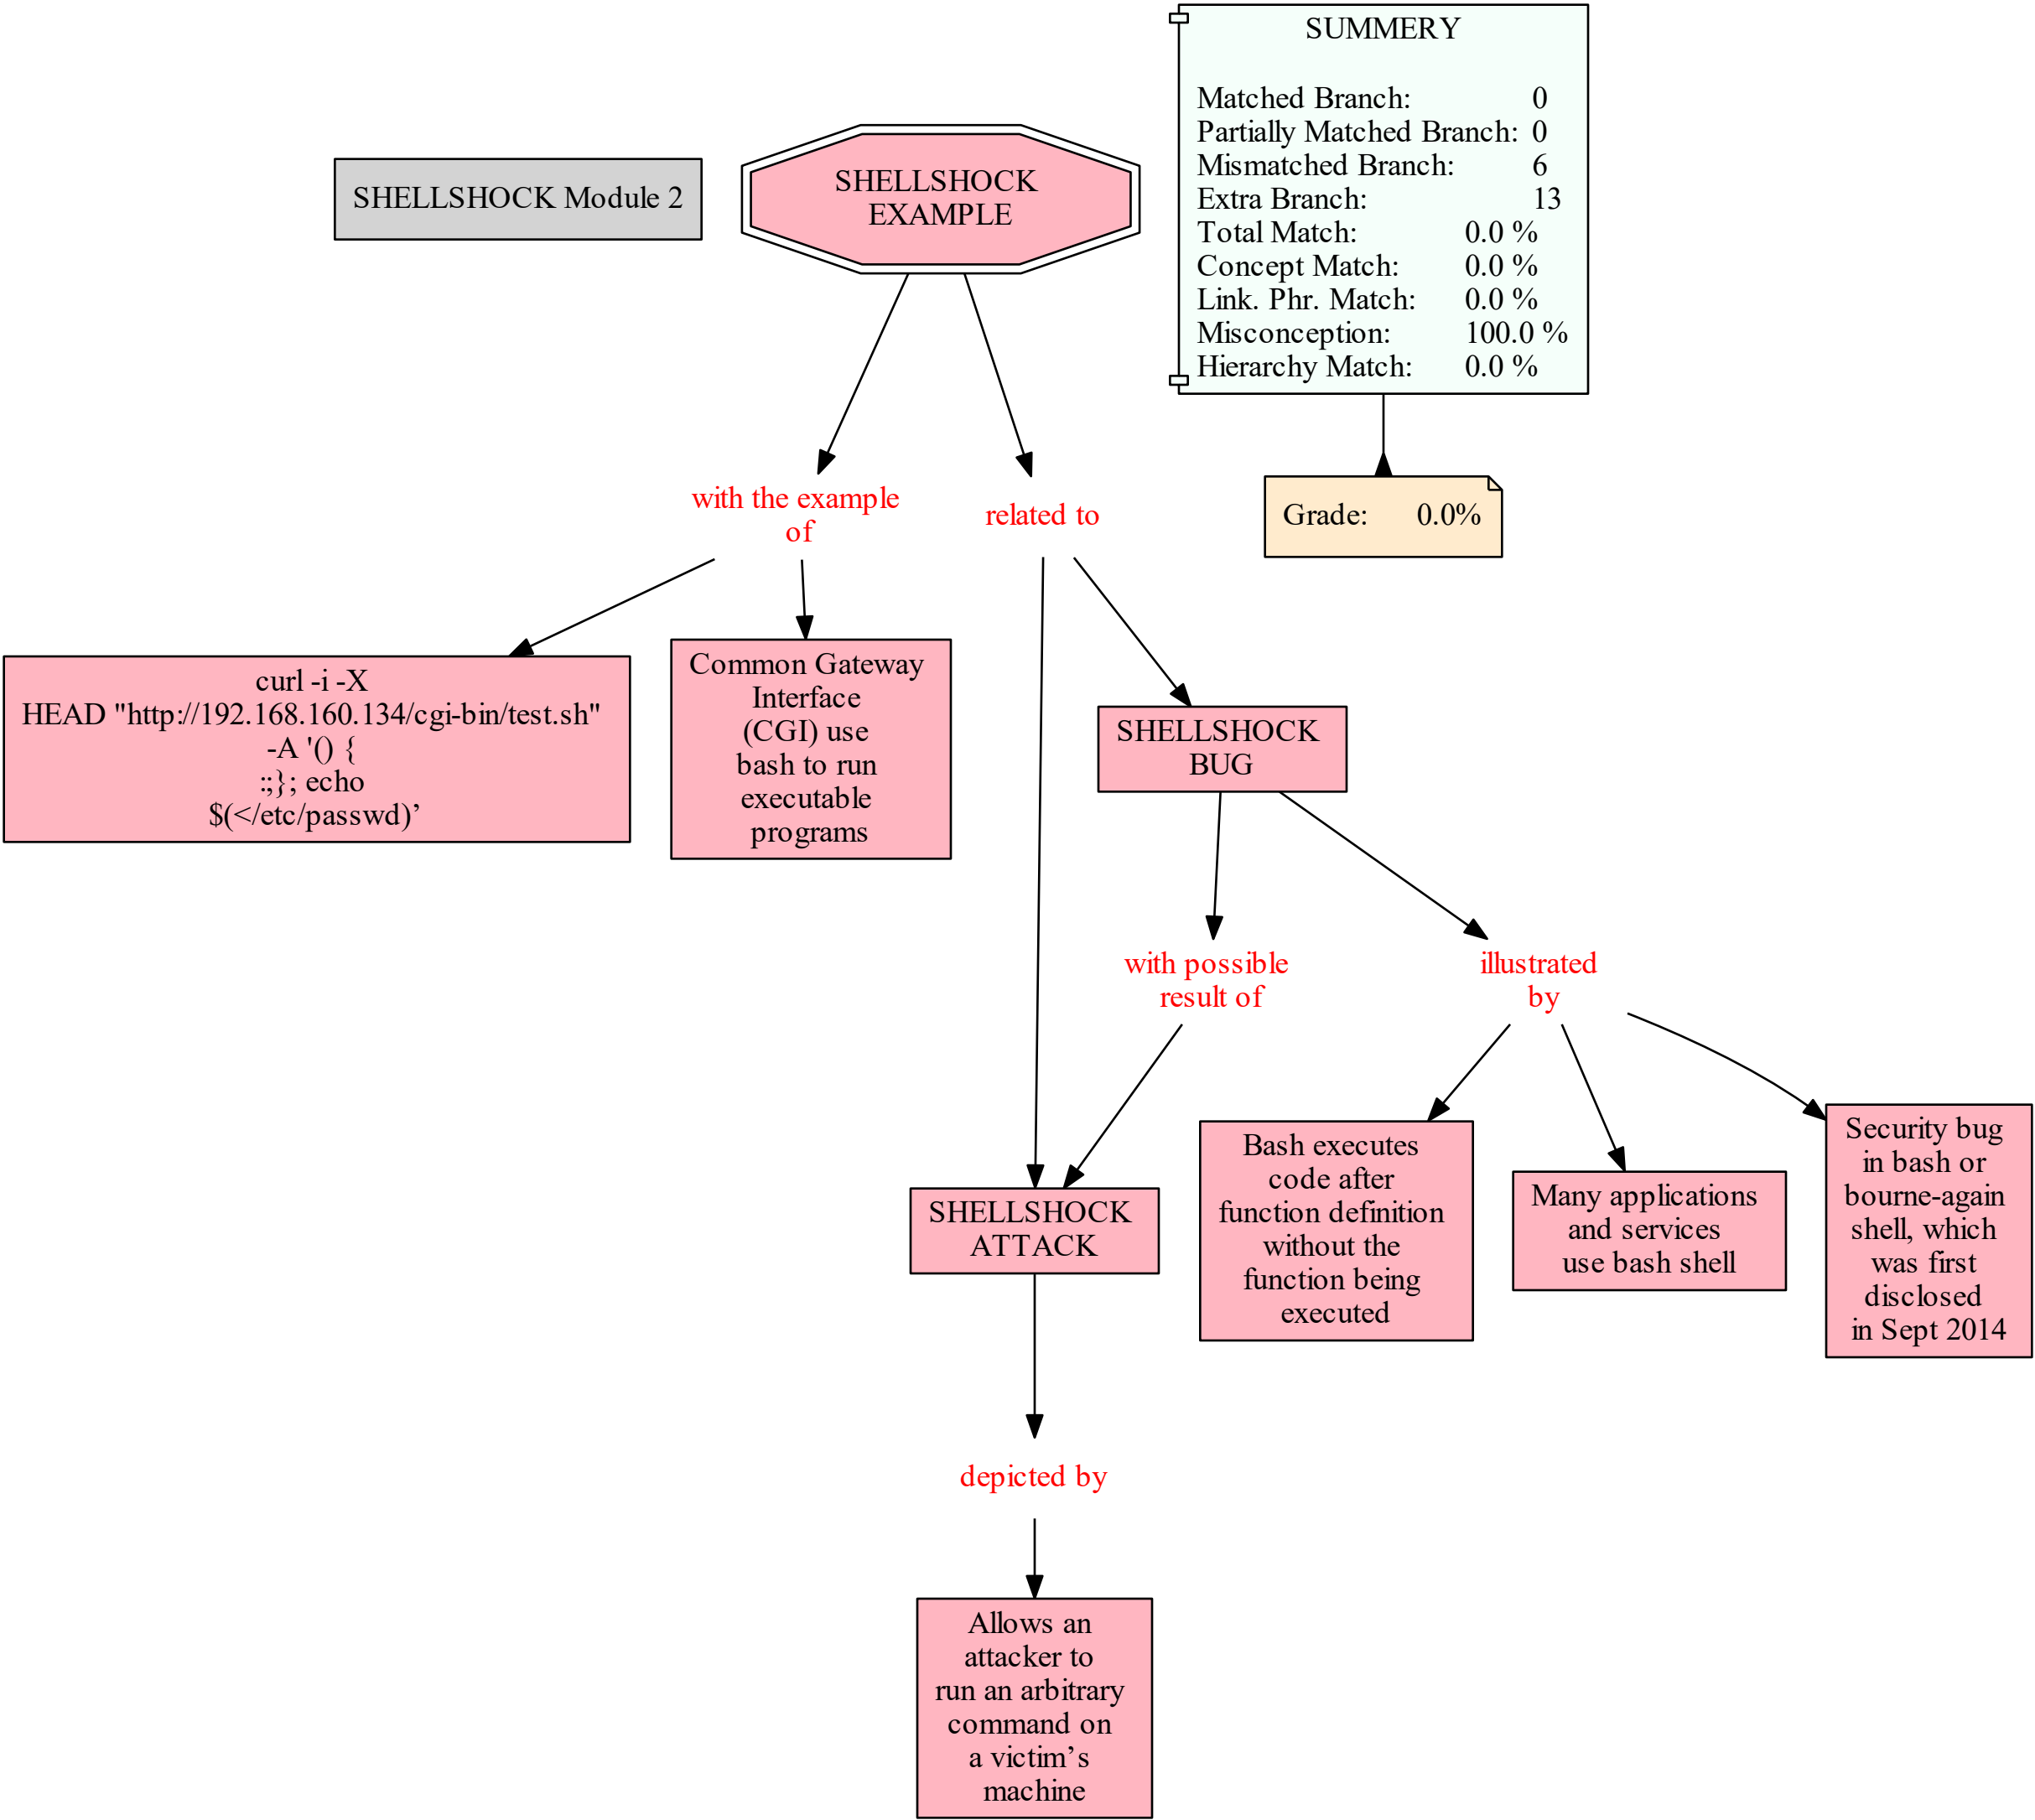 SUMMERY
Matched Branch: 0
Partially Matched Branch: 0
Mismatched Branch: 6
Extra Branch: 13
Total Match: 0.0 %
Concept Match: 0.0 %
Link. Phr. Match: 0.0 %
Misconception: 100.0 %
Hierarchy Match: 0.0 %
SHELLSHOCK Module 2
SHELLSHOCK
EXAMPLE
with the example
of
related to
Grade: 0.0%
curl -i -X
HEAD "http://192.168.160.134/cgi-bin/test.sh"
-A '() {
:;}; echo
$(</etc/passwd)’
Common Gateway
Interface
(CGI) use
bash to run
executable
programs
SHELLSHOCK
BUG
with possible
result of
illustrated
by
SHELLSHOCK
ATTACK
Bash executes
code after
function definition
without the
function being
executed
Many applications
and services
use bash shell
Security bug
in bash or
bourne-again
shell, which
was first
disclosed
in Sept 2014
depicted by
Allows an
attacker to
run an arbitrary
command on
a victim’s
machine